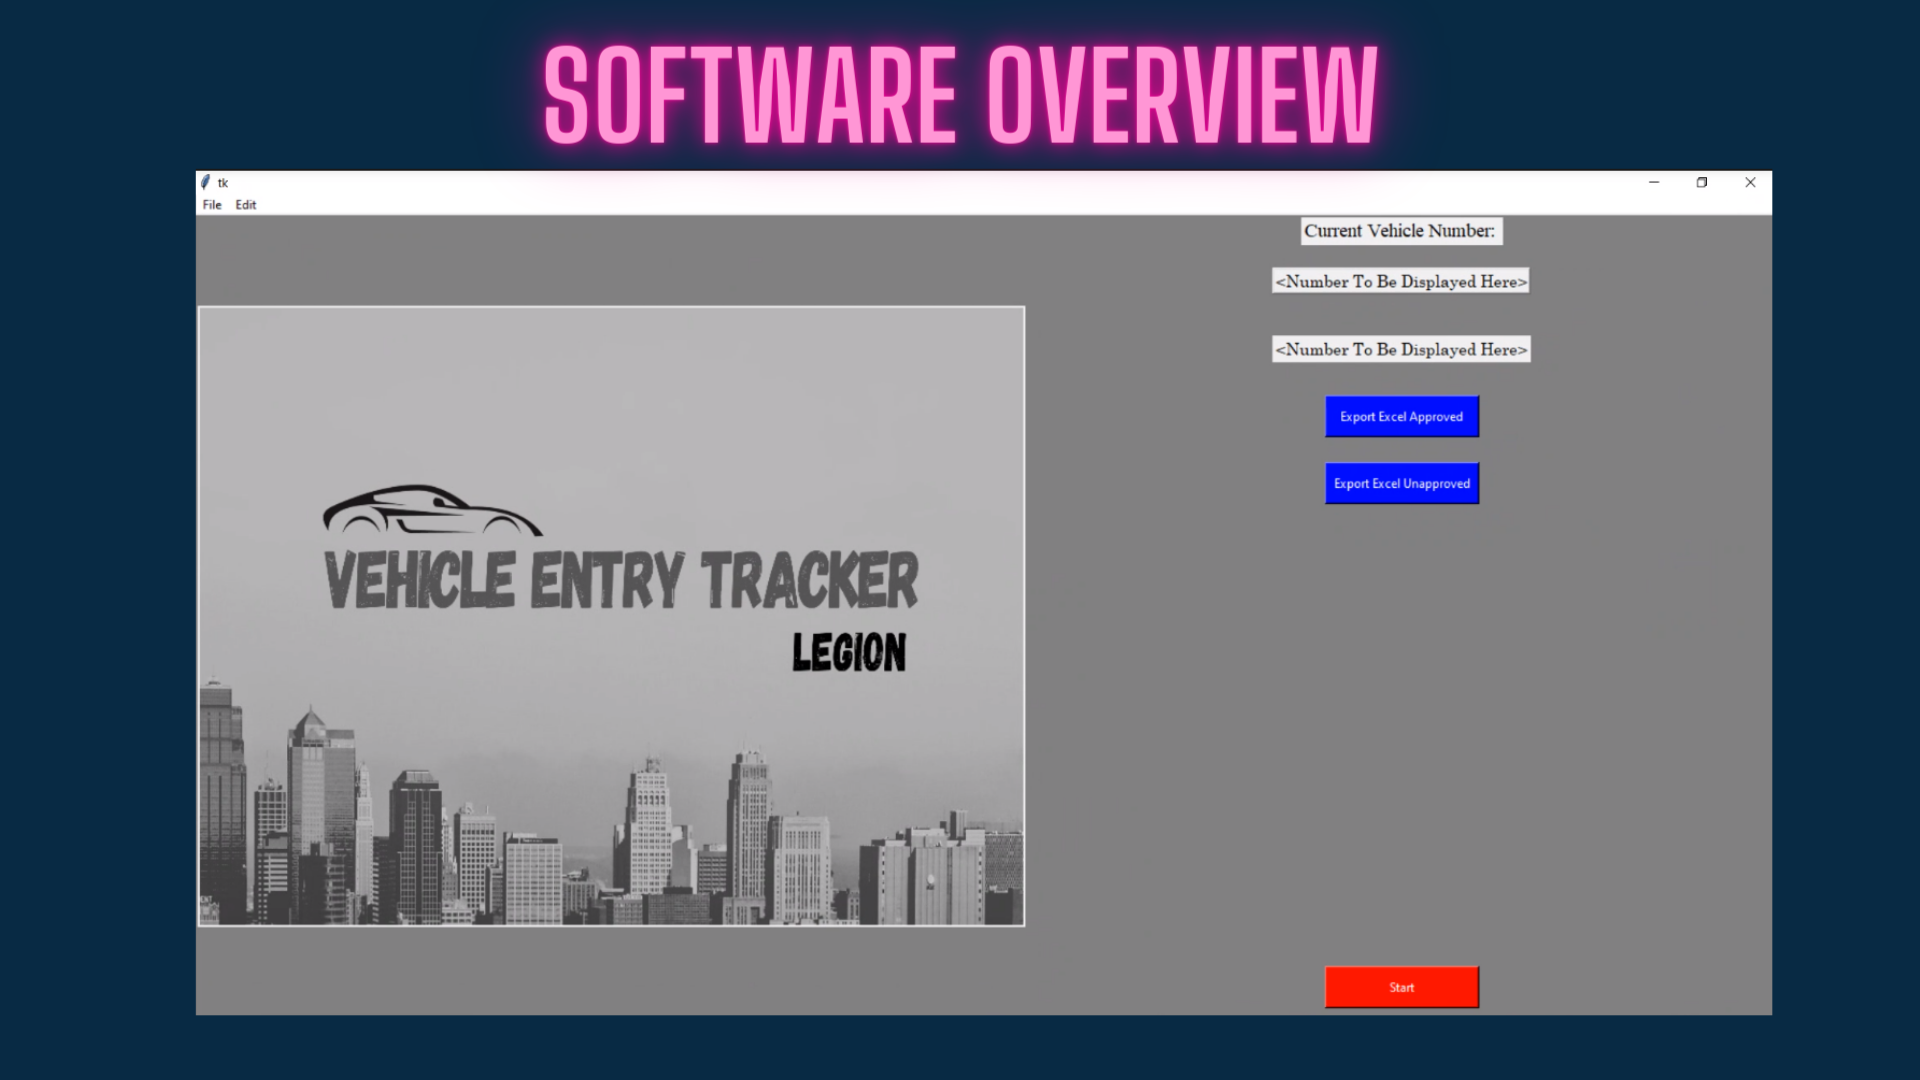 SOFTWARE OVERVIEW
tk
File Edit
Current Vehicle Number:
<Number To Be Displayed Here>
<Number To Be Displayed Here>
Export Excel Approved
Export Excel Unapproved
VEHICLE ENTRY TRACKER
LEGION
Start